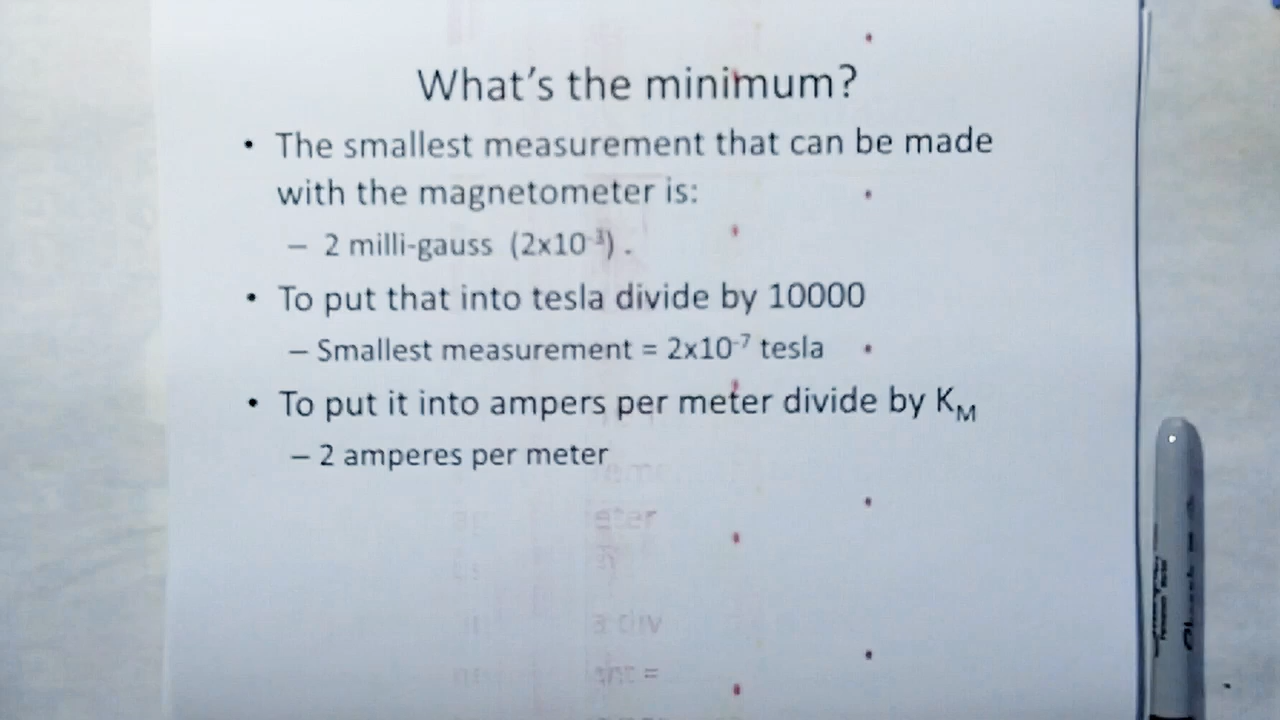 What's the minimum?
• The smallest measurement that can be made
with the magnetometer is:
– 2 milli-gauss (2x10⁻³) .
• To put that into tesla divide by 10000
– Smallest measurement = 2x10⁻⁷ tesla
• To put it into ampers per meter divide by K_M
– 2 amperes per meter